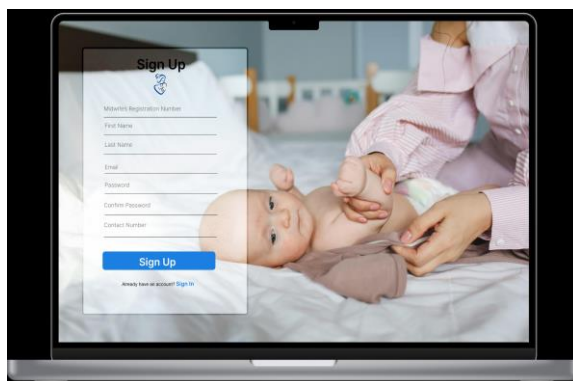 Sign Up
Midwife's Registration Number
First Name
Last Name
Email
Password
Confirm Password
Contact Number
Sign Up
Already have an account? Sign In